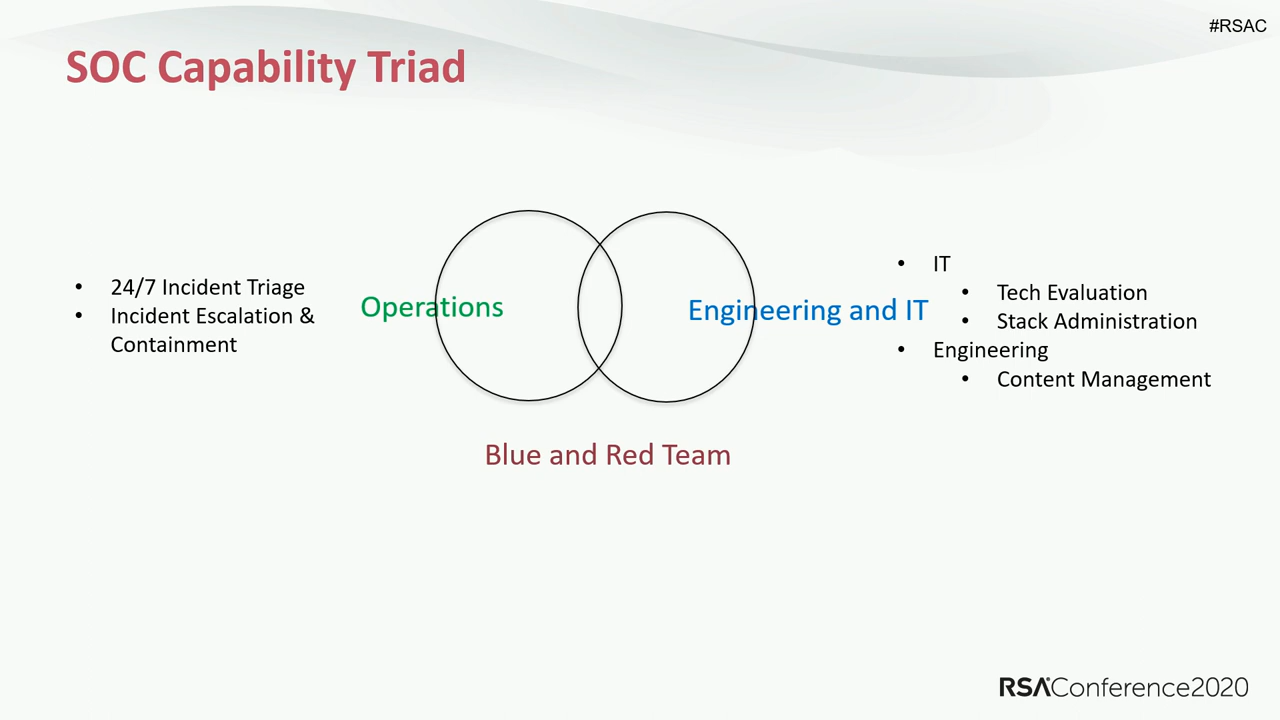 #RSAC
SOC Capability Triad
• 24/7 Incident Triage
• Incident Escalation &
Containment
Operations
Engineering and IT
• IT
• Tech Evaluation
• Stack Administration
• Engineering
• Content Management
Blue and Red Team
RSAConference2020